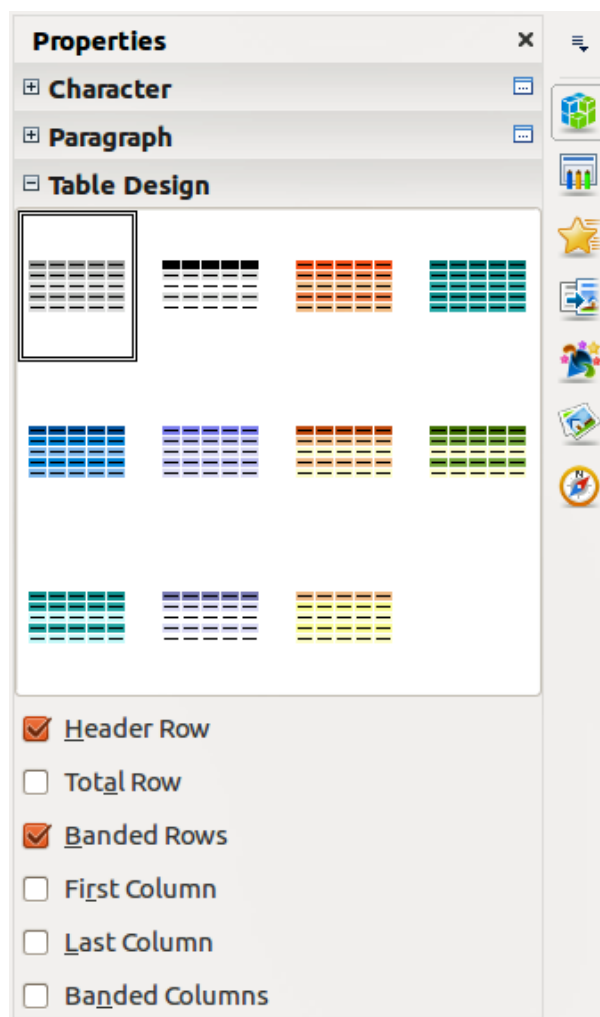 Properties
Character
Paragraph
Table Design
Header Row
Total Row
Banded Rows
First Column
Last Column
Banded Columns